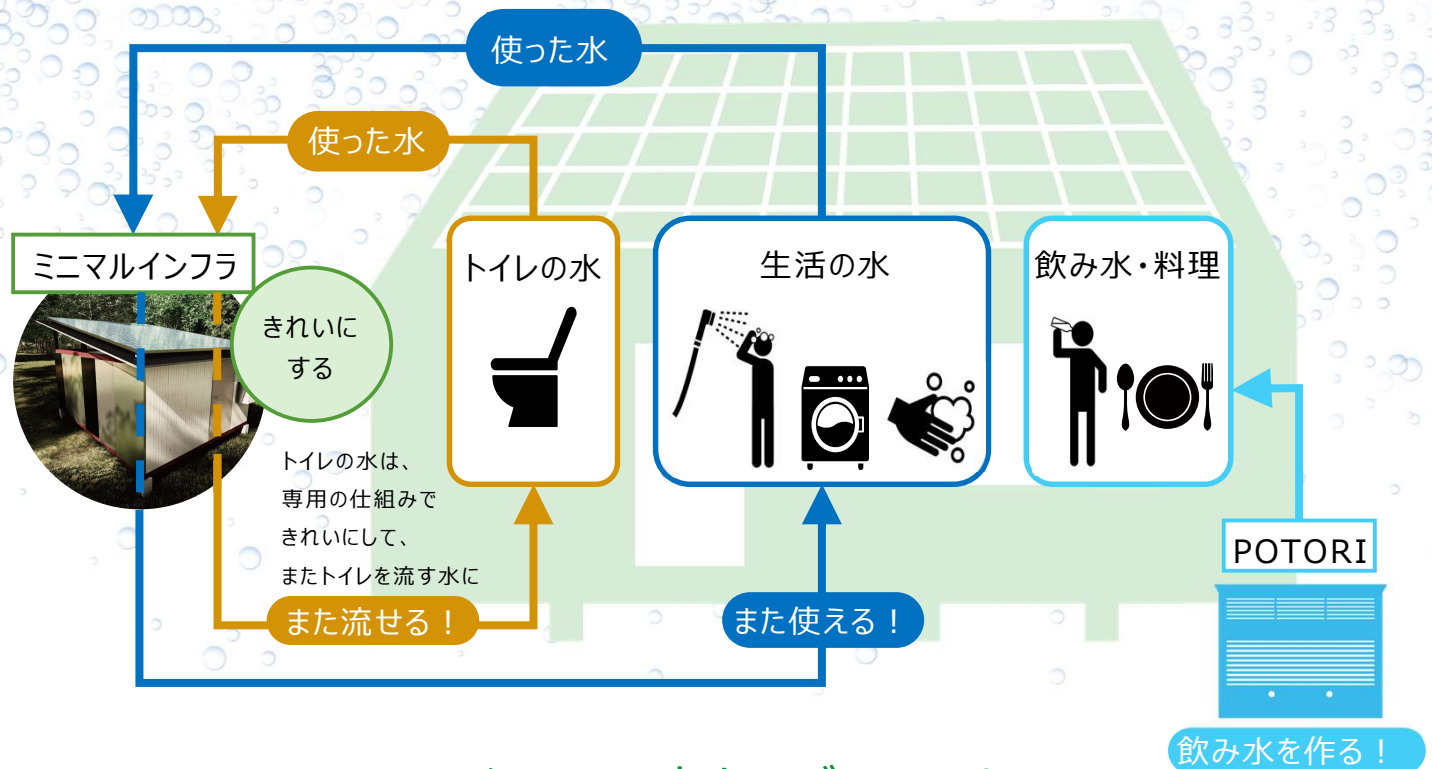 使った水
使った水
ミニマルインフラ
きれいに
する
トイレの水
生活の水
飲み水・料理
トイレの水は、
専用の仕組みで
きれいにして、
またトイレを流す水に
また流せる！
また使える！
POTORI
飲み水を作る！